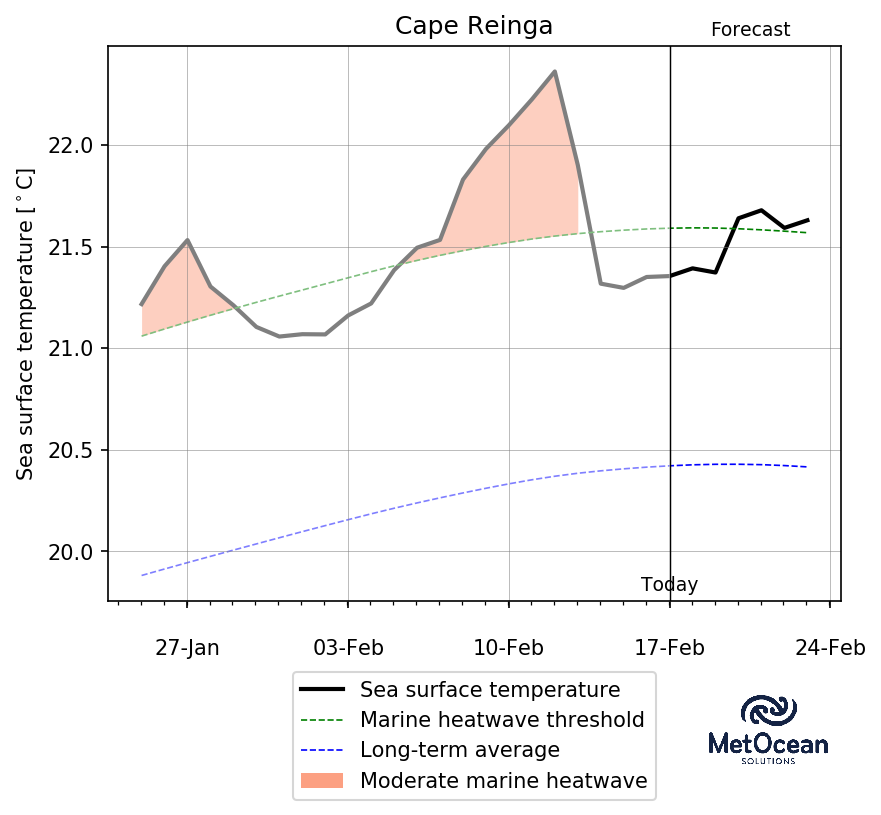 Cape Reinga
Forecast
Sea surface temperature [°C]
22.0
21.5
21.0
20.5
20.0
Today
27-Jan 03-Feb 10-Feb 17-Feb 24-Feb
Sea surface temperature
Marine heatwave threshold
Long-term average
Moderate marine heatwave
MetOcean
SOLUTIONS